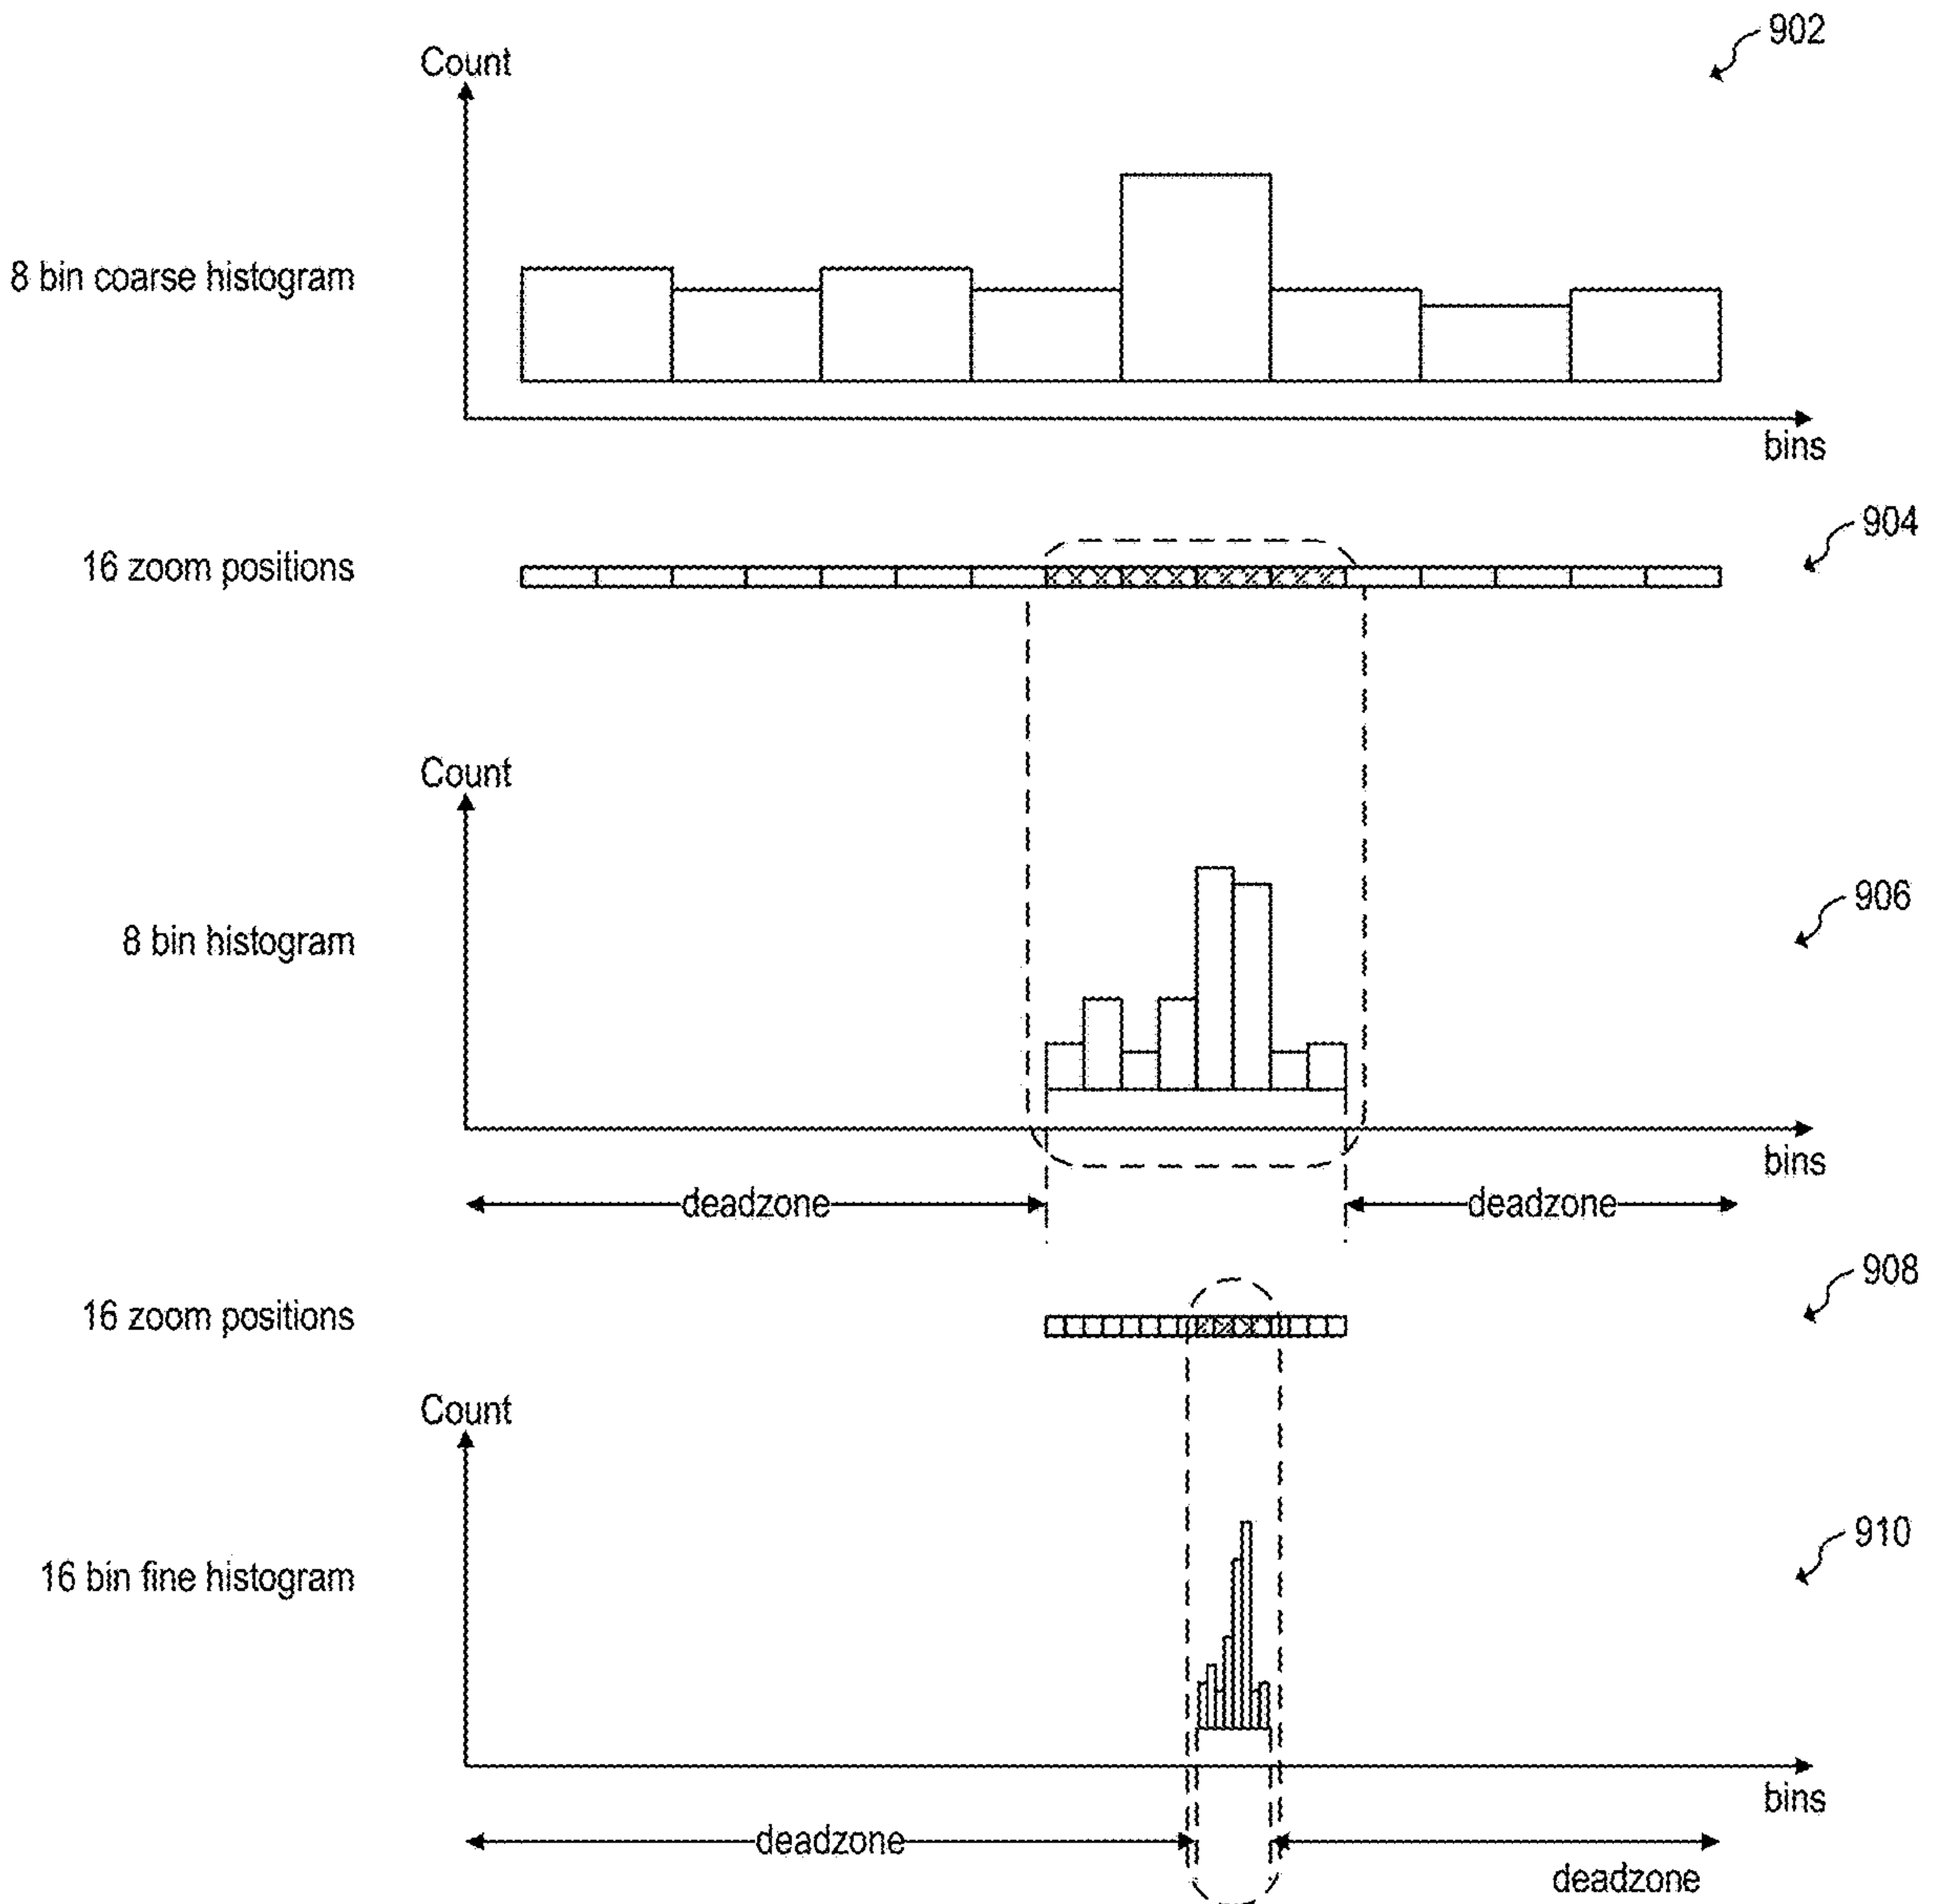 902
Count
8 bin coarse histogram
bins
904
16 zoom positions
Count
906
8 bin histogram
bins
deadzone
deadzone
908
16 zoom positions
Count
910
16 bin fine histogram
bins
deadzone
deadzone